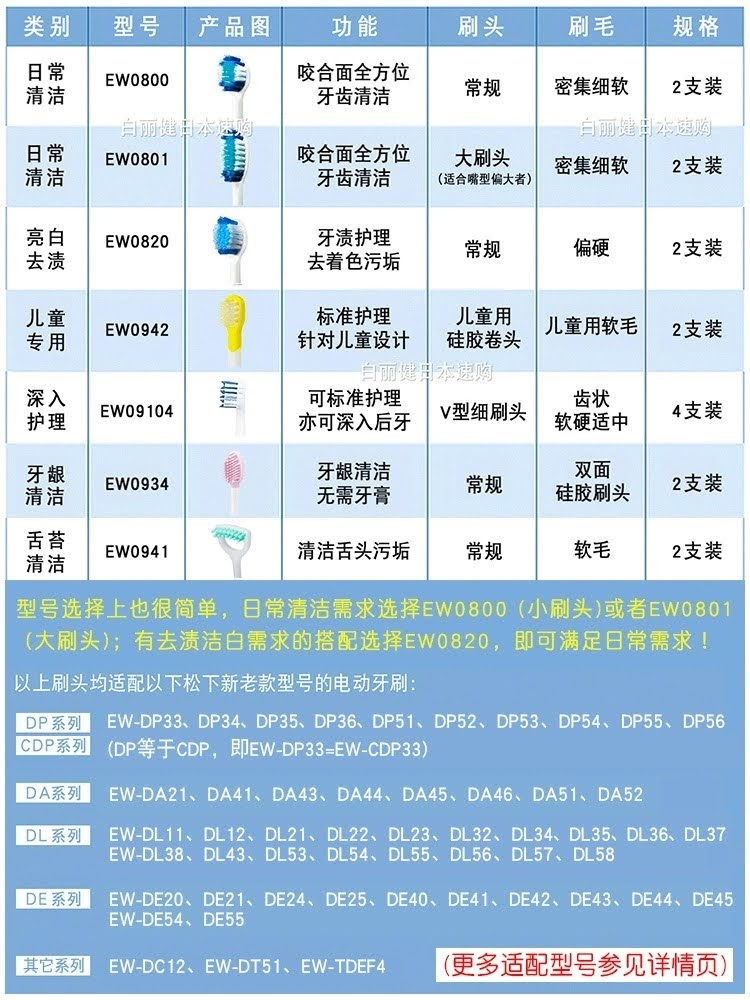 类别 型号 产品图 功能 刷头 刷毛 规格
日常清洁 EW0800 咬合面全方位牙齿清洁 常规 密集细软 2支装
白丽健日本速购 白丽健日本速购
日常清洁 EW0801 咬合面全方位牙齿清洁 大刷头(适合嘴型偏大者) 密集细软 2支装
亮白去渍 EW0820 牙渍护理去着色污垢 常规 偏硬 2支装
儿童专用 EW0942 标准护理针对儿童设计 儿童用硅胶卷头 儿童用软毛 2支装
白丽健日本速购
深入护理 EW09104 可标准护理亦可深入后牙 V型细刷头 齿状软硬适中 4支装
牙龈清洁 EW0934 牙龈清洁无需牙膏 常规 双面硅胶刷头 2支装
舌苔清洁 EW0941 清洁舌头污垢 常规 软毛 2支装
型号选择上也很简单，日常清洁需求选择EW0800 (小刷头)或者EW0801
(大刷头)；有去渍洁白需求的搭配选择EW0820，即可满足日常需求！
以上刷头均适配以下松下新老款型号的电动牙刷：
DP系列 EW-DP33、DP34、DP35、DP36、DP51、DP52、DP53、DP54、DP55、DP56
CDP系列 (DP等于CDP，即EW-DP33=EW-CDP33)
DA系列 EW-DA21、DA41、DA43、DA44、DA45、DA46、DA51、DA52
DL系列 EW-DL11、DL12、DL21、DL22、DL23、DL32、DL34、DL35、DL36、DL37
EW-DL38、DL43、DL53、DL54、DL55、DL56、DL57、DL58
DE系列 EW-DE20、DE21、DE24、DE25、DE40、DE41、DE42、DE43、DE44、DE45
EW-DE54、DE55
其它系列 EW-DC12、EW-DT51、EW-TDEF4
(更多适配型号参见详情页)